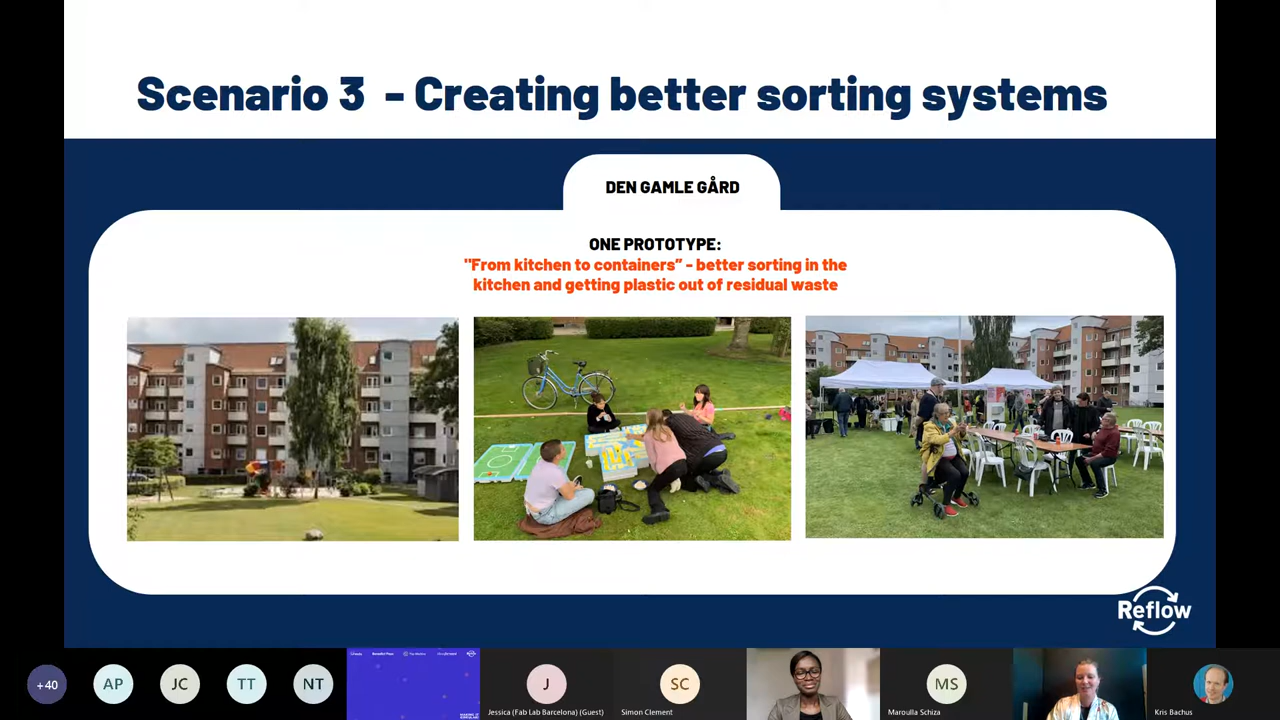 Scenario 3 - Creating better sorting systems
DEN GAMLE GÅRD
ONE PROTOTYPE:
"From kitchen to containers” - better sorting in the
kitchen and getting plastic out of residual waste
Reflow
+40
AP
JC
TT
NT
J
SC
MS
Jessica (Fab Lab Barcelona) (Guest)
Simon Clement
Maroulla Schiza
Kris Bachus